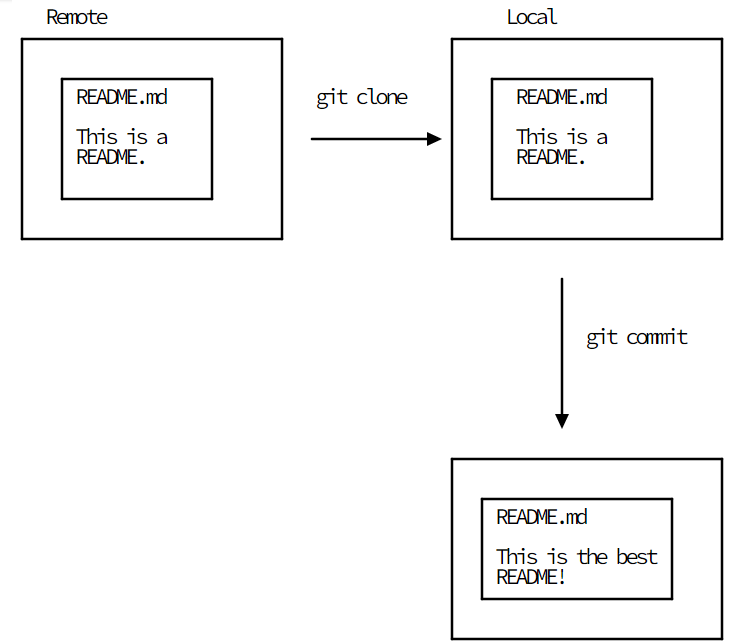 Remote
Local
README.md
This is a
README.
git clone
README.md
This is a
README.
git commit
README.md
This is the best
README!